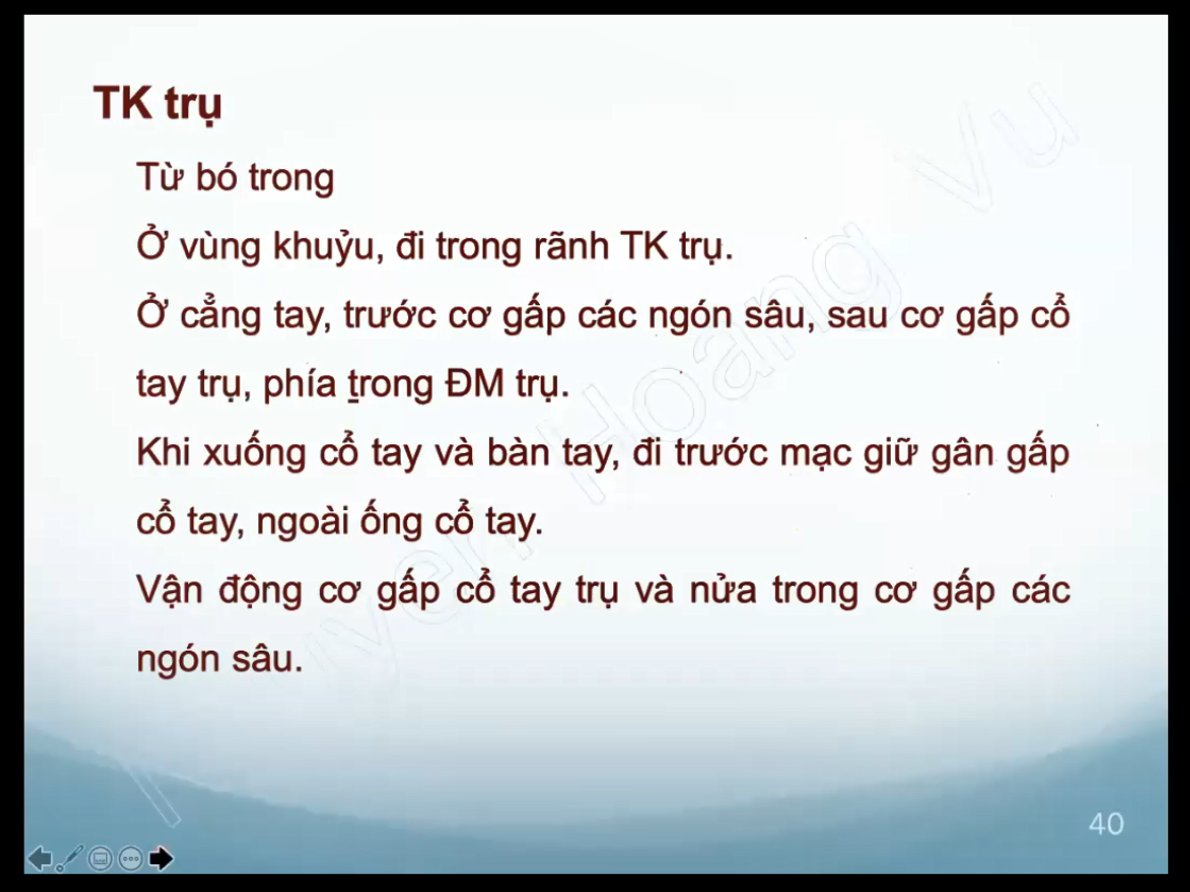 TK trụ
Từ bó trong
Ở vùng khuỷu, đi trong rãnh TK trụ.
Ở cẳng tay, trước cơ gấp các ngón sâu, sau cơ gấp cổ
tay trụ, phía trong ĐM trụ.
Khi xuống cổ tay và bàn tay, đi trước mạc giữ gân gấp
cổ tay, ngoài ống cổ tay.
Vận động cơ gấp cổ tay trụ và nửa trong cơ gấp các
ngón sâu.
Hoang Vu
40